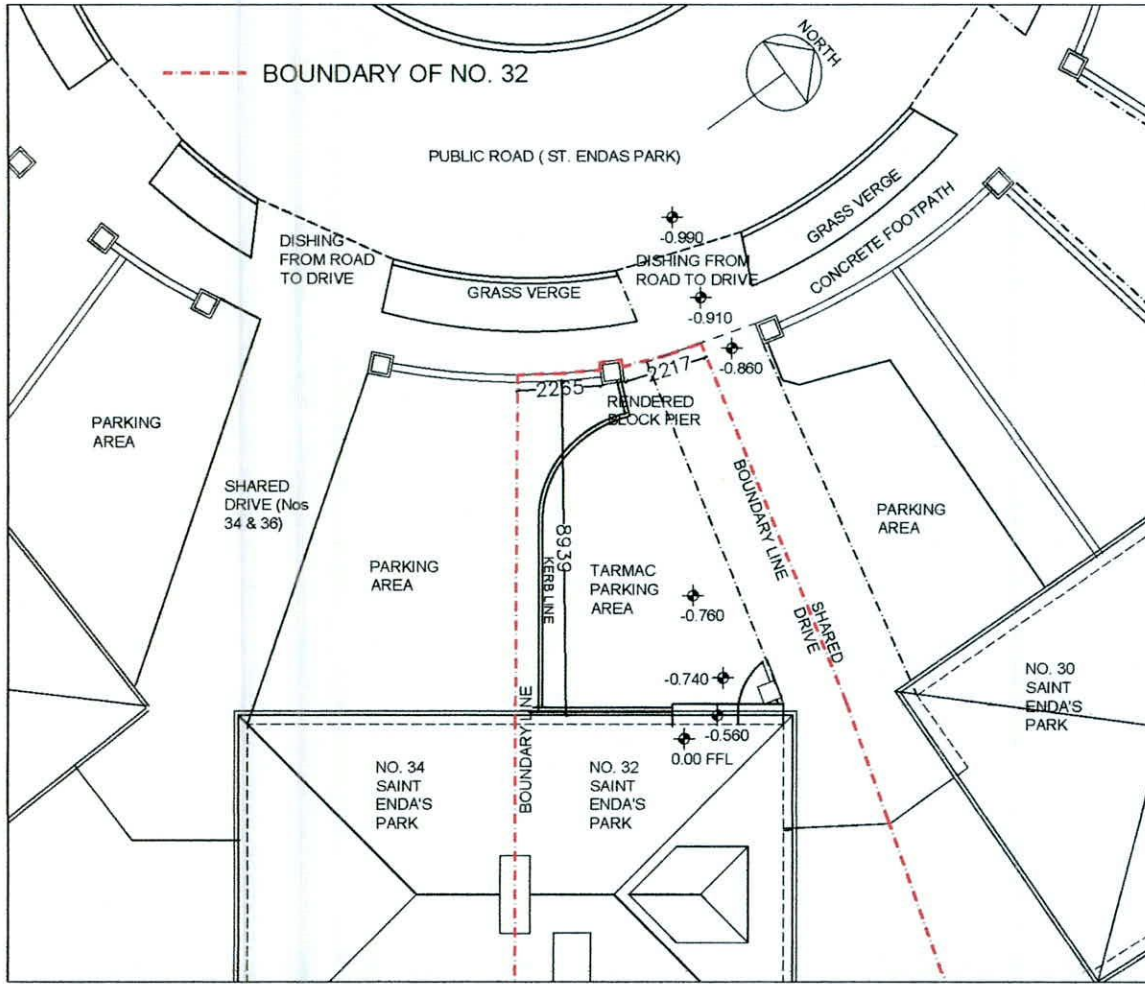 BOUNDARY OF NO. 32
NORTH
PUBLIC ROAD ( ST. ENDAS PARK)
GRASS VERGE
CONCRETE FOOTPATH
-0.990
DISHING
FROM ROAD
TO DRIVE
DISHING FROM
ROAD TO DRIVE
GRASS VERGE
-0.910
-0.860
2265
2217
RENDERED
BLOCK PIER
PARKING
AREA
SHARED
DRIVE (Nos
34 & 36)
PARKING
AREA
KERB LINE
8939
TARMAC
PARKING
AREA
BOUNDARY LINE
SHARED
DRIVE
PARKING
AREA
-0.760
-0.740
-0.560
0.00 FFL
BOUNDARY LINE
NO. 34
SAINT
ENDA'S
PARK
NO. 32
SAINT
ENDA'S
PARK
NO. 30
SAINT
ENDA'S
PARK